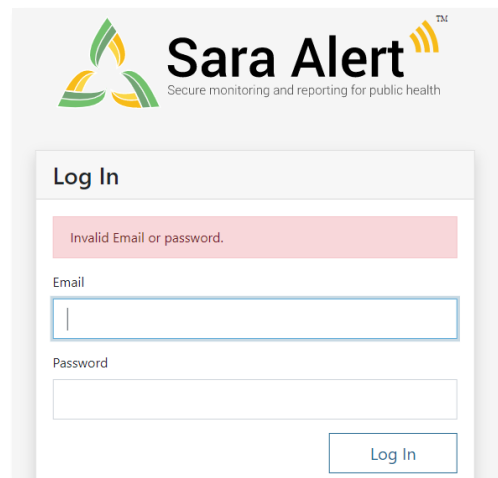 Sara Alert™
Secure monitoring and reporting for public health
Log In
Invalid Email or password.
Email
Password
Log In